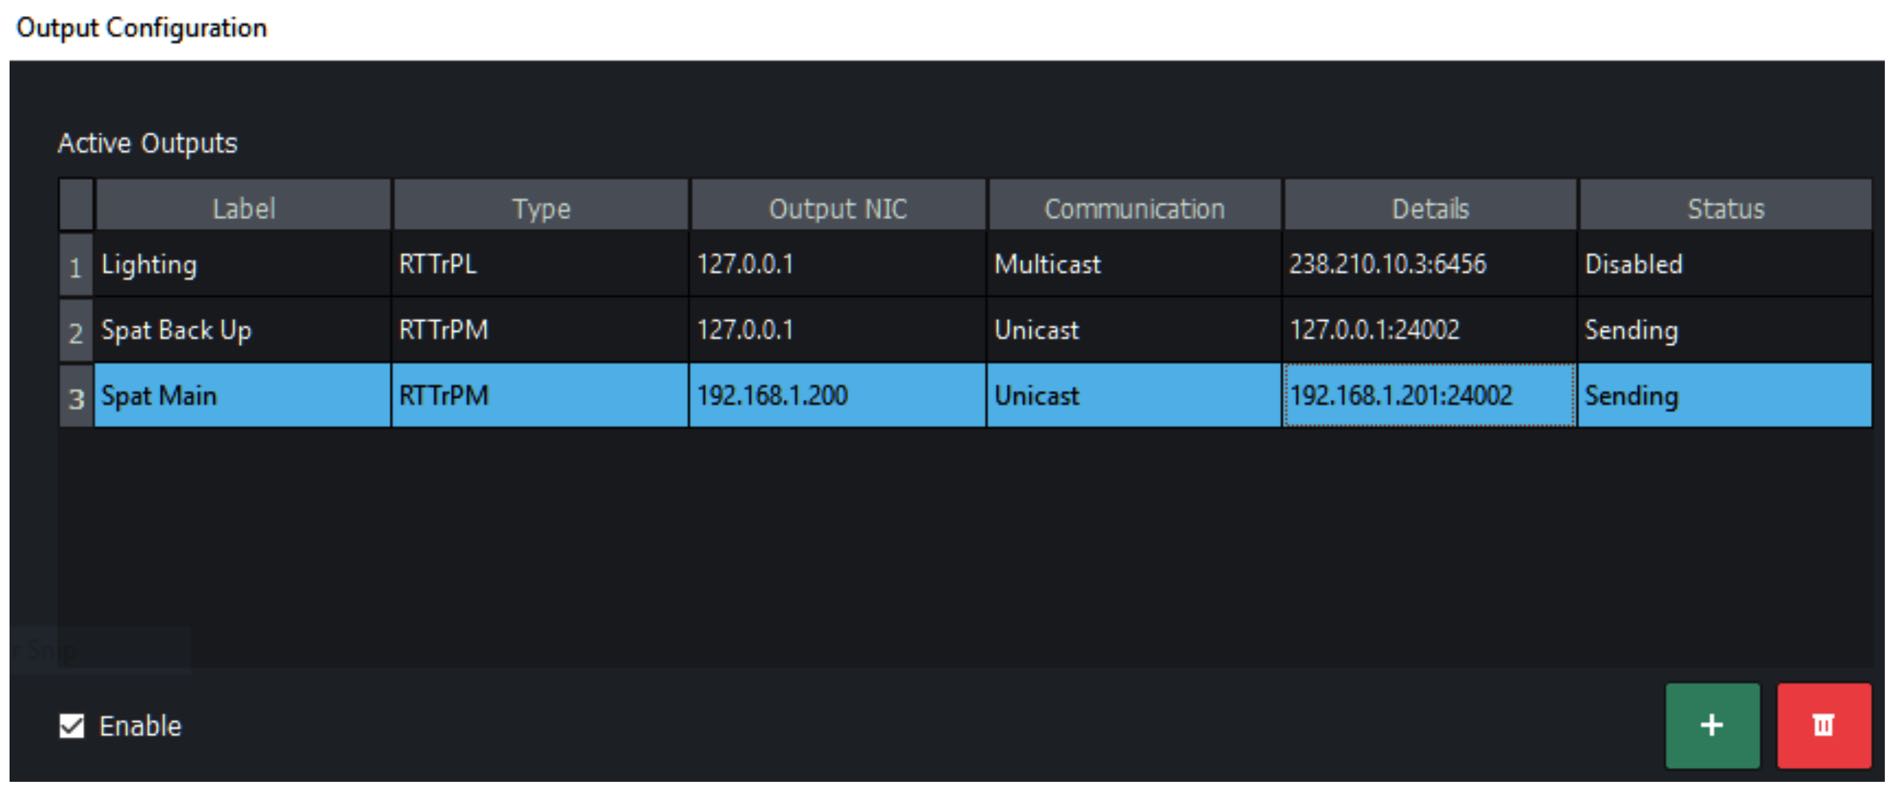 Output Configuration
Active Outputs
Label Type Output NIC Communication Details Status
1 Lighting RTTrPL 127.0.0.1 Multicast 238.210.10.3:6456 Disabled
2 Spat Back Up RTTrPM 127.0.0.1 Unicast 127.0.0.1:24002 Sending
3 Spat Main RTTrPM 192.168.1.200 Unicast 192.168.1.201:24002 Sending
r Snip
Enable